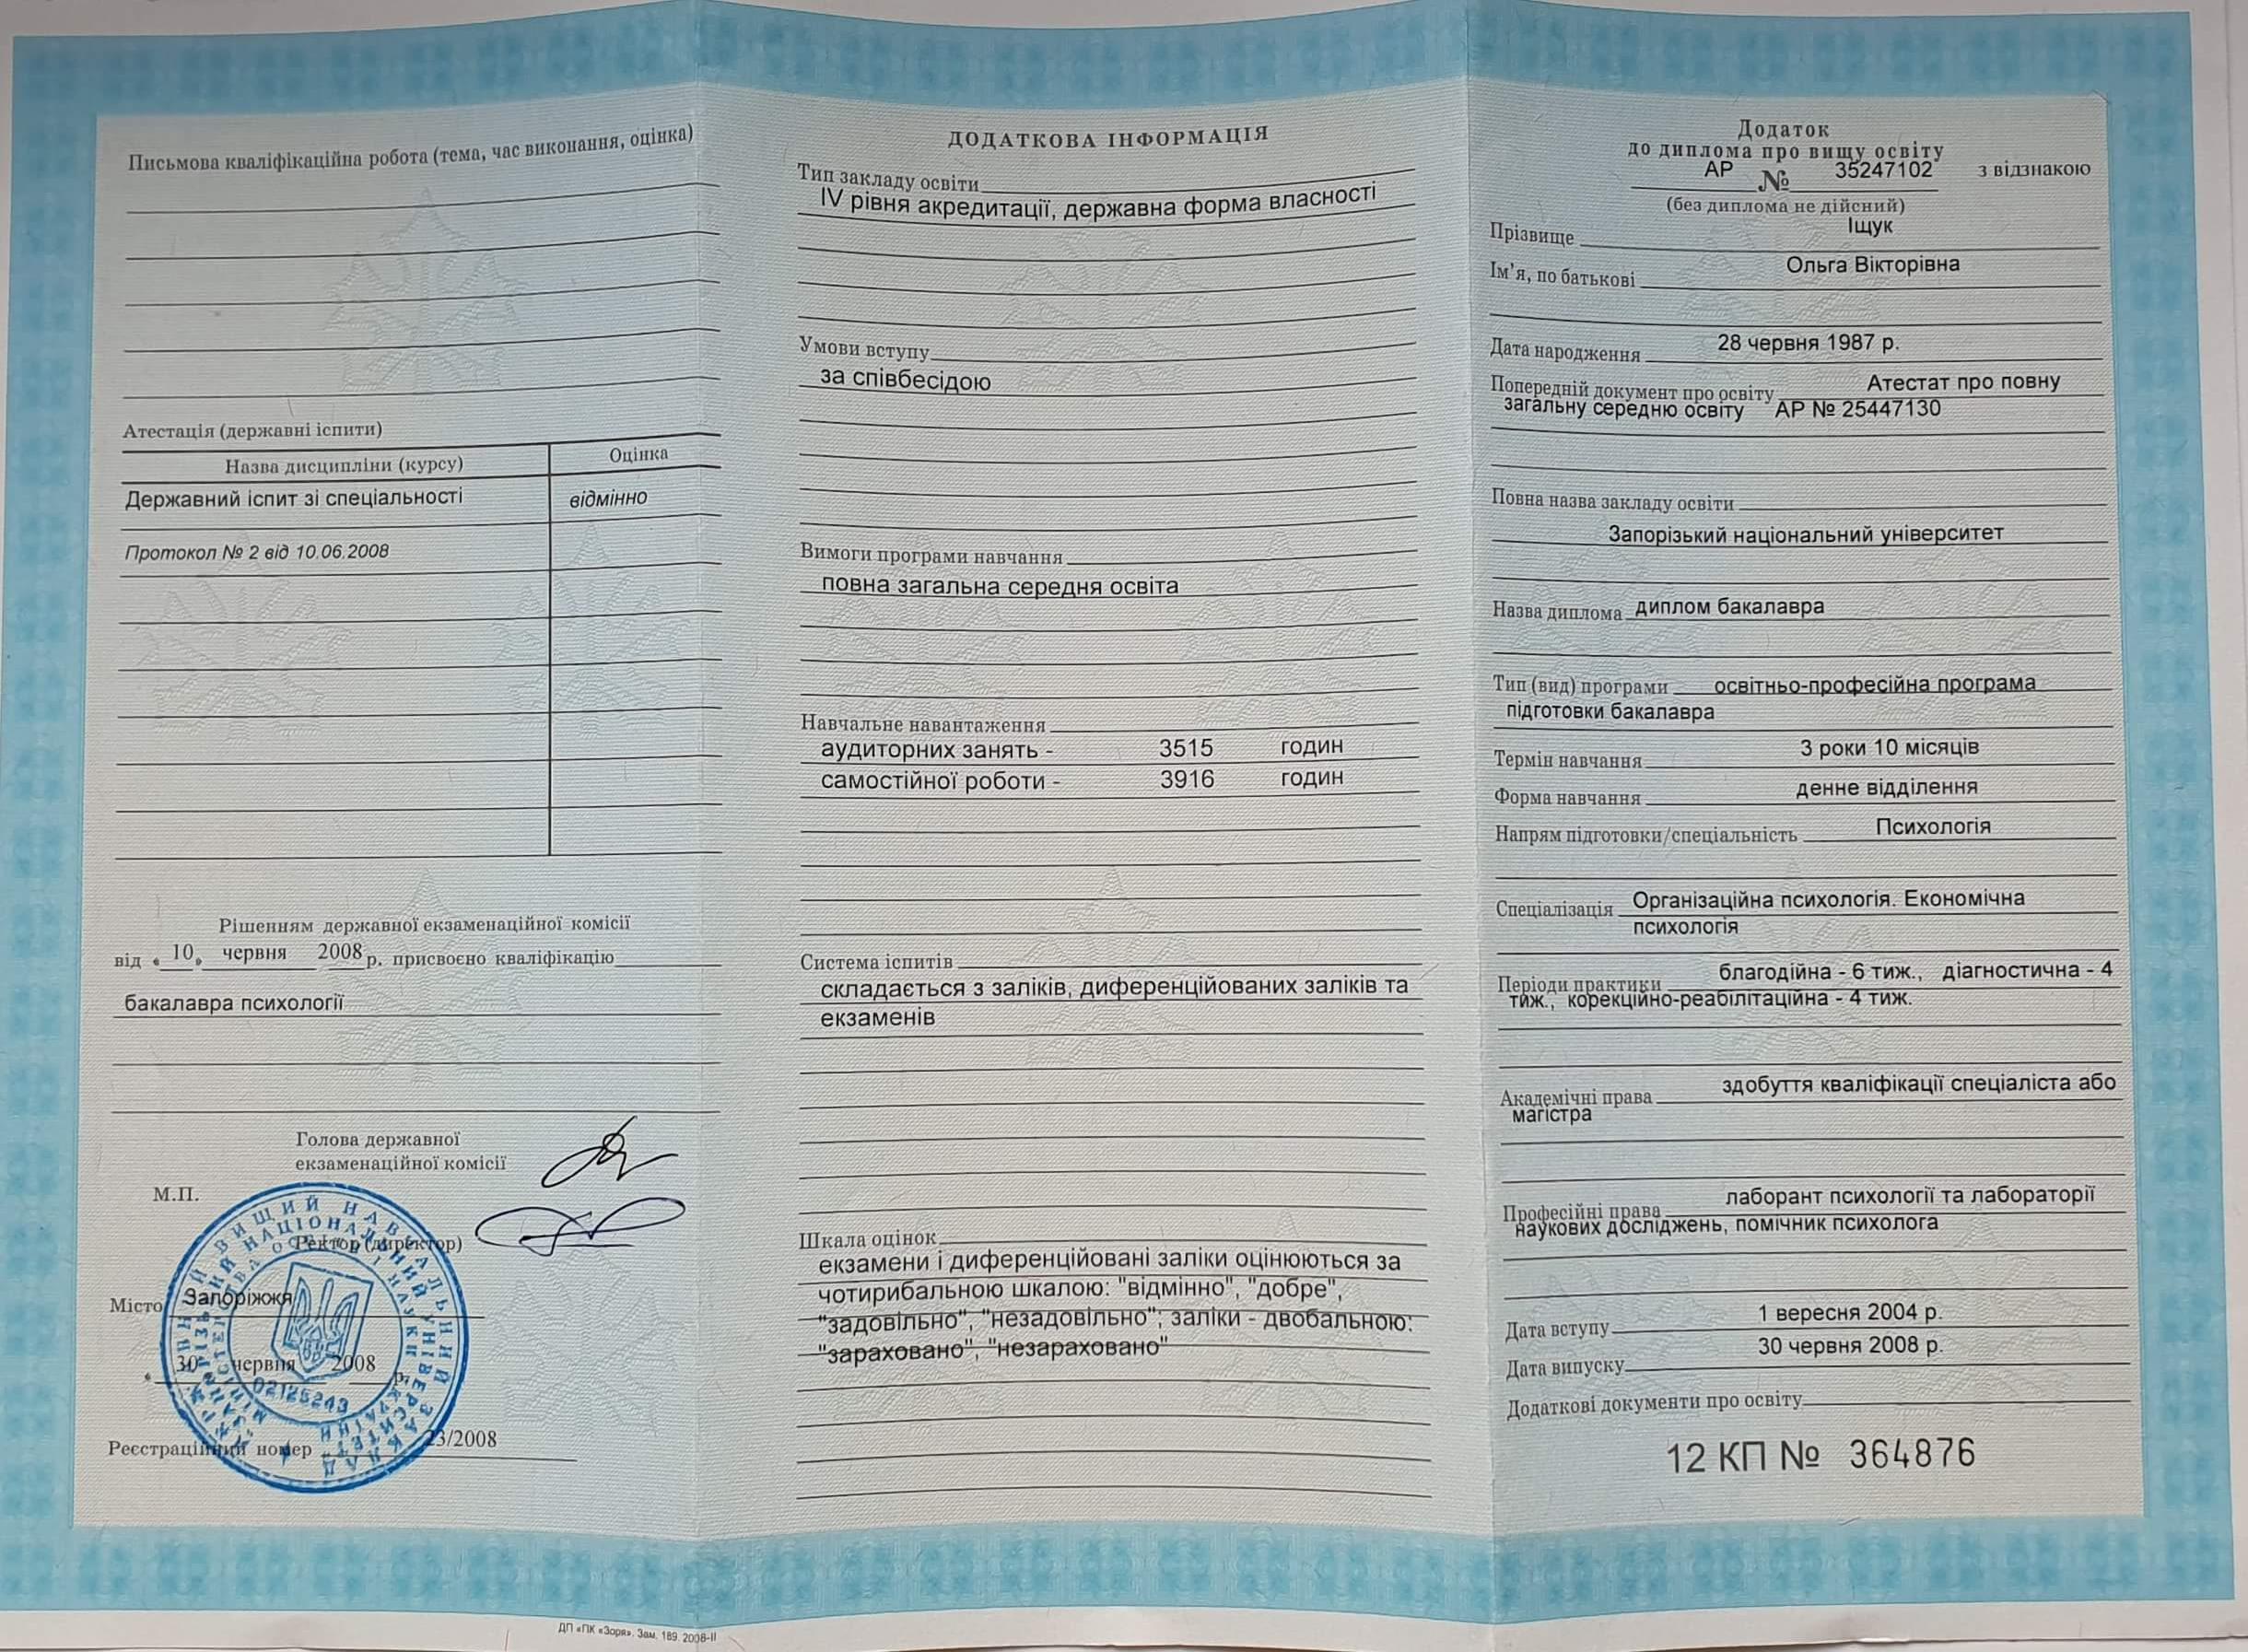 Письмова кваліфікаційна робота (тема, час виконання, оцінка)
Атестація (державні іспити)
Назва дисципліни (курсу) Оцінка
Державний іспит зі спеціальності відмінно
Протокол № 2 від 10.06.2008
Рішенням державної екзаменаційної комісії
від « 10 » червня 2008 р. присвоєно кваліфікацію
бакалавра психології
Голова державної
екзаменаційної комісії
М.П.
Ректор (директор)
Місто Запоріжжя
« 30 червня 2008 р.
Реєстраційний номер 23/2008
02125243
ДП «ПК «Зоря». Зам. 189. 2008-II
ДОДАТКОВА ІНФОРМАЦІЯ
Тип закладу освіти
IV рівня акредитації, державна форма власності
Умови вступу
за співбесідою
Вимоги програми навчання
повна загальна середня освіта
Навчальне навантаження
аудиторних занять - 3515 годин
самостійної роботи - 3916 годин
Система іспитів
складається з заліків, диференційованих заліків та
екзаменів
Шкала оцінок
екзамени і диференційовані заліки оцінюються за
чотирибальною шкалою: "відмінно", "добре",
"задовільно", "незадовільно"; заліки - двобальною:
"зараховано", "незараховано"
Додаток
до диплома про вищу освіту
АР № 35247102 з відзнакою
(без диплома не дійсний)
Прізвище Іщук
Ім'я, по батькові Ольга Вікторівна
Дата народження 28 червня 1987 р.
Попередній документ про освіту Атестат про повну
загальну середню освіту АР № 25447130
Повна назва закладу освіти
Запорізький національний університет
Назва диплома диплом бакалавра
Тип (вид) програми освітньо-професійна програма
підготовки бакалавра
Термін навчання 3 роки 10 місяців
Форма навчання денне відділення
Напрям підготовки/спеціальність Психологія
Спеціалізація Організаційна психологія. Економічна
психологія
Періоди практики благодійна - 6 тиж., діагностична - 4
тиж., корекційно-реабілітаційна - 4 тиж.
Академічні права здобуття кваліфікації спеціаліста або
магістра
Професійні права лаборант психології та лабораторії
наукових досліджень, помічник психолога
Дата вступу 1 вересня 2004 р.
Дата випуску 30 червня 2008 р.
Додаткові документи про освіту
12 КП № 364876